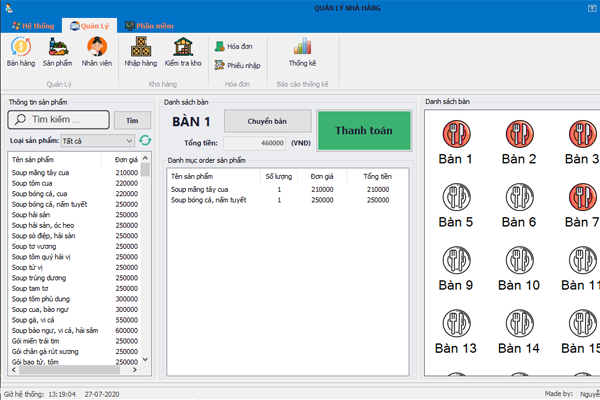 QUẢN LÝ NHÀ HÀNG
Hệ thống Quản Lý Phần mềm
Bán hàng Sản phẩm Nhân viên Nhập hàng Kiểm tra kho Hóa đơn Phiếu nhập Thống kê
Quản Lý Kho hàng Hóa đơn Báo cáo thống kê
Thông tin sản phẩm
Tìm kiếm ... Tìm
Loại sản phẩm: Tất cả
Tên sản phẩm Đơn giá
Soup măng tây cua 210000
Soup tôm cua 220000
Soup bóng cá, cua 220000
Soup bóng cá, nấm tuyết 250000
Soup hải sản 250000
Soup hải sản, óc heo 250000
Soup sò điệp, hải sản 250000
Soup tơ vương 250000
Soup tôm quý hải vị 250000
Soup tứ vị 250000
Soup trùng dương 250000
Soup tam tơ 250000
Soup tôm phù dung 300000
Soup cua, bào ngư 300000
Soup gà, vi cá 550000
Soup bào ngư, vi cá, hải sâm 600000
Gỏi miến trái tim 250000
Gỏi chân gà rút xương 250000
Gỏi bao tử, tôm 250000
Danh sách bàn
BÀN 1 Chuyển bàn Thanh toán
Tổng tiền: 460000 (VNĐ)
Danh mục order sản phẩm
Tên sản phẩm Số lượng Đơn giá Tổng tiền
Soup măng tây cua 1 210000 210000
Soup bóng cá, nấm tuyết 1 250000 250000
Danh sách bàn
Bàn 1 Bàn 2 Bàn 3
Bàn 5 Bàn 6 Bàn 7
Bàn 9 Bàn 10 Bàn 11
Bàn 13 Bàn 14 Bàn 15
Giờ hệ thống: 13:19:04 27-07-2020 Made by: